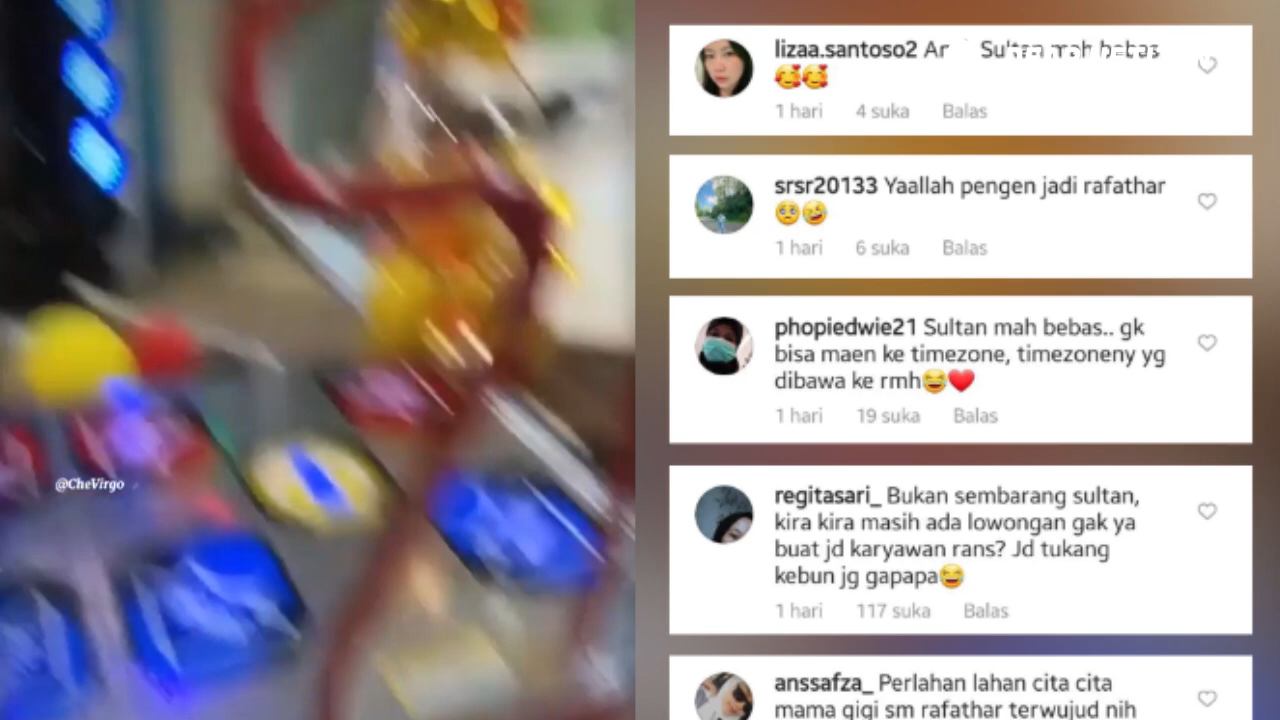 @CheVirgo
lizaa.santoso2 Sultan mah bebas
🥰🥰
1 hari 4 suka Balas
srsr20133 Yaallah pengen jadi rafathar
🥺🤣
1 hari 6 suka Balas
phopiedwie21 Sultan mah bebas.. gk
bisa maen ke timezone, timezoneny yg
dibawa ke rmh😂❤️
1 hari 19 suka Balas
regitasari_ Bukan sembarang sultan,
kira kira masih ada lowongan gak ya
buat jd karyawan rans? Jd tukang
kebun jg gapapa😂
1 hari 117 suka Balas
anssafza_ Perlahan lahan cita cita
mama gigi sm rafathar terwujud nih